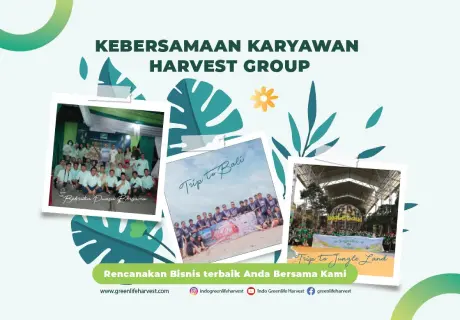 KEBERSAMAAN KARYAWAN
HARVEST GROUP
Trip to Bali
Trip to Jungle Land
Rencanakan Bisnis terbaik Anda Bersama Kami
www.greenlifeharvest.com
Indogreenlifeharvest
Indo Greenlife Harvest
greenlifeharvest